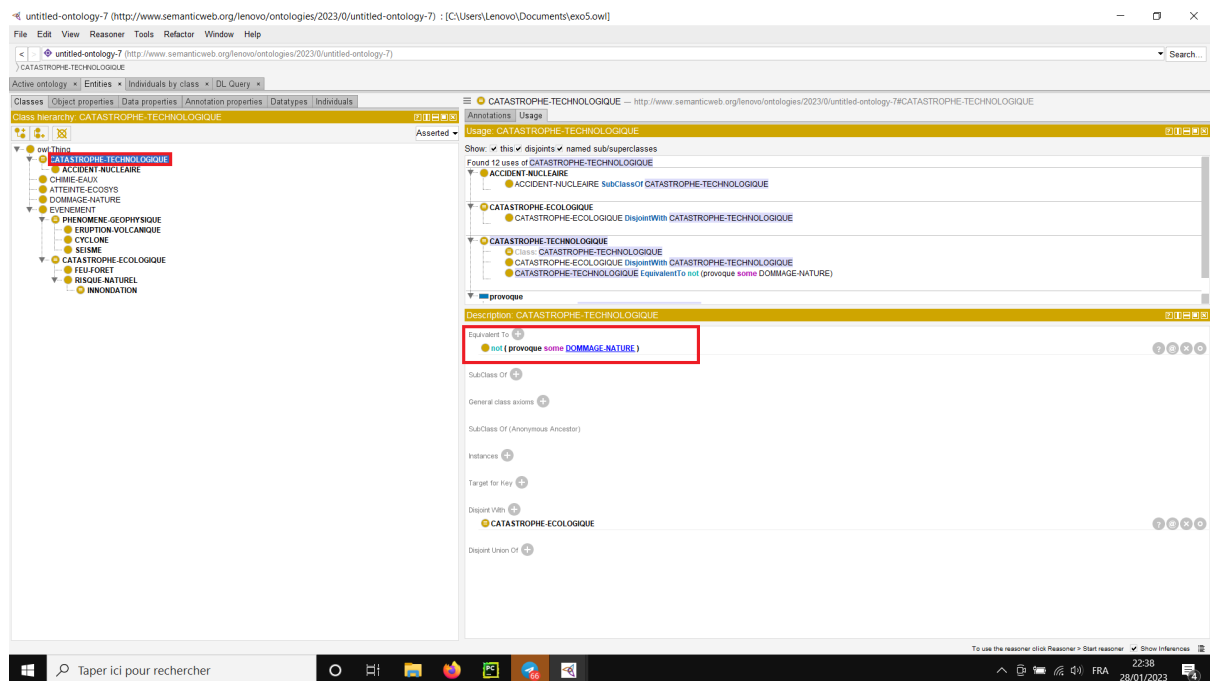 untitled-ontology-7 (http://www.semanticweb.org/lenovo/ontologies/2023/0/untitled-ontology-7) : [C:\Users\Lenovo\Documents\exo5.owl]
File Edit View Reasoner Tools Refactor Window Help
< > untitled-ontology-7 (http://www.semanticweb.org/lenovo/ontologies/2023/0/untitled-ontology-7) Search...
CATASTROPHE-TECHNOLOGIQUE
Active ontology × Entities × Individuals by class × DL Query ×
Classes Object properties Data properties Annotation properties Datatypes Individuals
Class hierarchy: CATASTROPHE-TECHNOLOGIQUE
Asserted
owl:Thing
CATASTROPHE-TECHNOLOGIQUE
ACCIDENT-NUCLEAIRE
CHIMIE-EAUX
ATTEINTE-ECOSYS
DOMMAGE-NATURE
EVENEMENT
PHENOMENE-GEOPHYSIQUE
ERUPTION-VOLCANIQUE
CYCLONE
SEISME
CATASTROPHE-ECOLOGIQUE
FEU-FORET
RISQUE-NATUREL
INNONDATION
CATASTROPHE-TECHNOLOGIQUE — http://www.semanticweb.org/lenovo/ontologies/2023/0/untitled-ontology-7#CATASTROPHE-TECHNOLOGIQUE
Annotations Usage
Usage: CATASTROPHE-TECHNOLOGIQUE
Show: this disjoints named sub/superclasses
Found 12 uses of CATASTROPHE-TECHNOLOGIQUE
ACCIDENT-NUCLEAIRE
ACCIDENT-NUCLEAIRE SubClassOf CATASTROPHE-TECHNOLOGIQUE
CATASTROPHE-ECOLOGIQUE
CATASTROPHE-ECOLOGIQUE DisjointWith CATASTROPHE-TECHNOLOGIQUE
CATASTROPHE-TECHNOLOGIQUE
Class: CATASTROPHE-TECHNOLOGIQUE
CATASTROPHE-ECOLOGIQUE DisjointWith CATASTROPHE-TECHNOLOGIQUE
CATASTROPHE-TECHNOLOGIQUE EquivalentTo not (provoque some DOMMAGE-NATURE)
provoque
Description: CATASTROPHE-TECHNOLOGIQUE
Equivalent To
not ( provoque some DOMMAGE-NATURE )
SubClass Of
General class axioms
SubClass Of (Anonymous Ancestor)
Instances
Target for Key
Disjoint With
CATASTROPHE-ECOLOGIQUE
Disjoint Union Of
To use the reasoner click Reasoner > Start reasoner Show Inferences
Taper ici pour rechercher
PC
66
FRA
22:38
28/01/2023
4